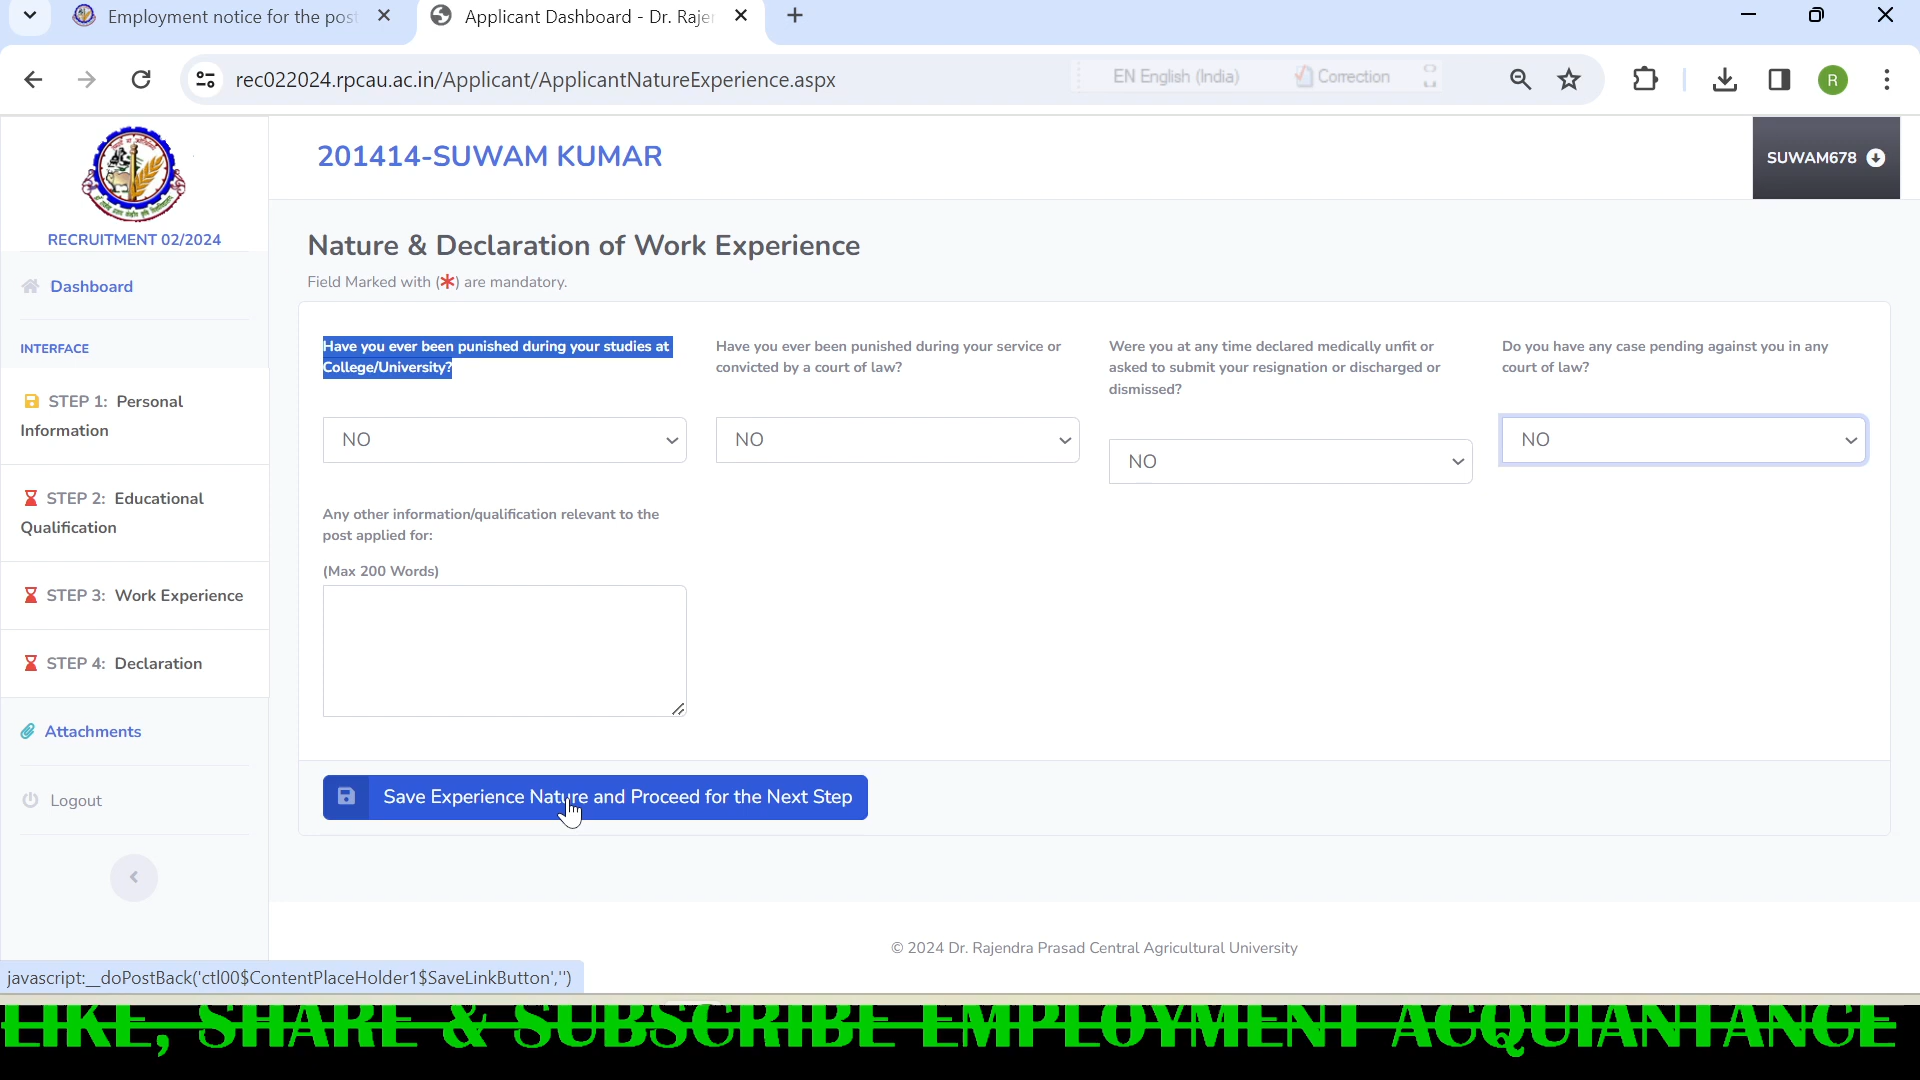 Employment notice for the post
Applicant Dashboard - Dr. Rajer
rec022024.rpcau.ac.in/Applicant/ApplicantNatureExperience.aspx
EN English (India)
Correction
R
RECRUITMENT 02/2024
Dashboard
INTERFACE
STEP 1: Personal
Information
STEP 2: Educational
Qualification
STEP 3: Work Experience
STEP 4: Declaration
Attachments
Logout
201414-SUWAM KUMAR
SUWAM678
Nature & Declaration of Work Experience
Field Marked with (*) are mandatory.
Have you ever been punished during your studies at
College/University?
NO
Have you ever been punished during your service or
convicted by a court of law?
NO
Were you at any time declared medically unfit or
asked to submit your resignation or discharged or
dismissed?
NO
Do you have any case pending against you in any
court of law?
NO
Any other information/qualification relevant to the
post applied for:
(Max 200 Words)
Save Experience Nature and Proceed for the Next Step
© 2024 Dr. Rajendra Prasad Central Agricultural University
javascript:__doPostBack('ctl00$ContentPlaceHolder1$SaveLinkButton','')
LIKE, SHARE & SUBSCRIBE EMPLOYMENT ACQUIANTANCE